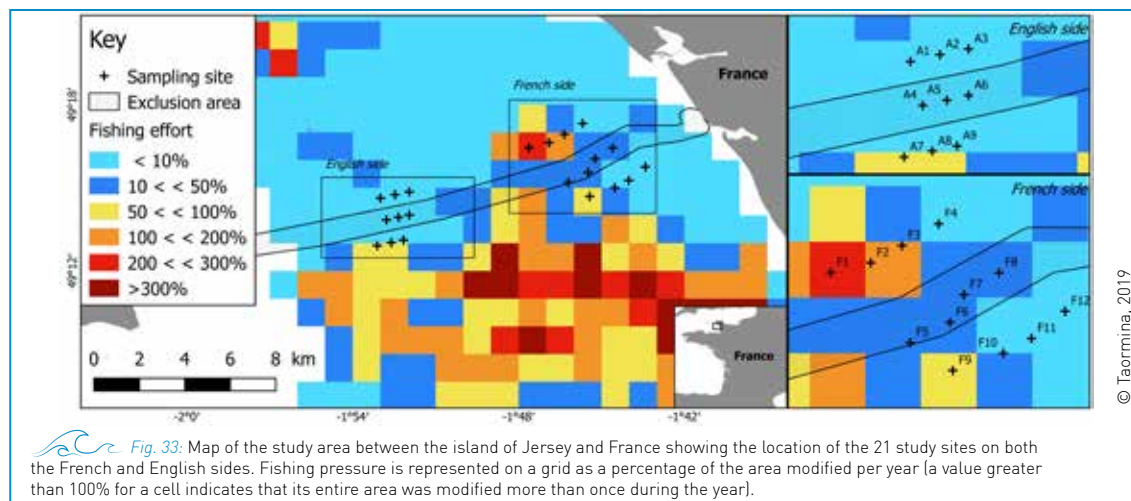 Key
Sampling site
Exclusion area
Fishing effort
< 10%
10 < < 50%
50 < < 100%
100 < < 200%
200 < < 300%
>300%
0 2 4 6 8 km
49°18'
49°12'
-2°0'
-1°54'
-1°48'
-1°42'
English side
French side
France
France
English side
A1
A2
A3
A4
A5
A6
A7
A8
A9
French side
F1
F2
F3
F4
F5
F6
F7
F8
F9
F10
F11
F12
© Taormina, 2019
Fig. 33: Map of the study area between the island of Jersey and France showing the location of the 21 study sites on both
the French and English sides. Fishing pressure is represented on a grid as a percentage of the area modified per year (a value greater
than 100% for a cell indicates that its entire area was modified more than once during the year).